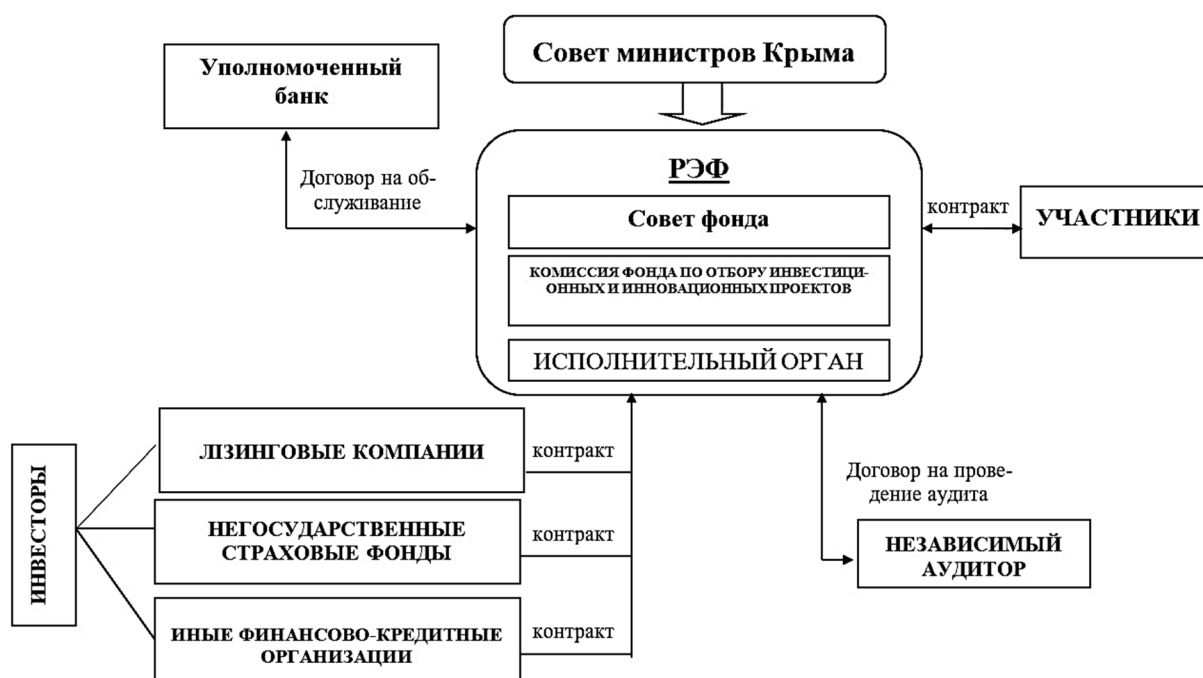 Совет министров Крыма
Уполномоченный
банк
Договор на об-
служивание
РЭФ
Совет фонда
КОМИССИЯ ФОНДА ПО ОТБОРУ ИНВЕСТИЦИ-
ОННЫХ И ИННОВАЦИОННЫХ ПРОЕКТОВ
ИСПОЛНИТЕЛЬНЫЙ ОРГАН
контракт
УЧАСТНИКИ
ИНВЕСТОРЫ
ЛІЗИНГОВЫЕ КОМПАНИИ
контракт
НЕГОСУДАРСТВЕННЫЕ
СТРАХОВЫЕ ФОНДЫ
контракт
ИНЫЕ ФИНАНСОВО-КРЕДИТНЫЕ
ОРГАНИЗАЦИИ
контракт
Договор на прове-
дение аудита
НЕЗАВИСИМЫЙ
АУДИТОР